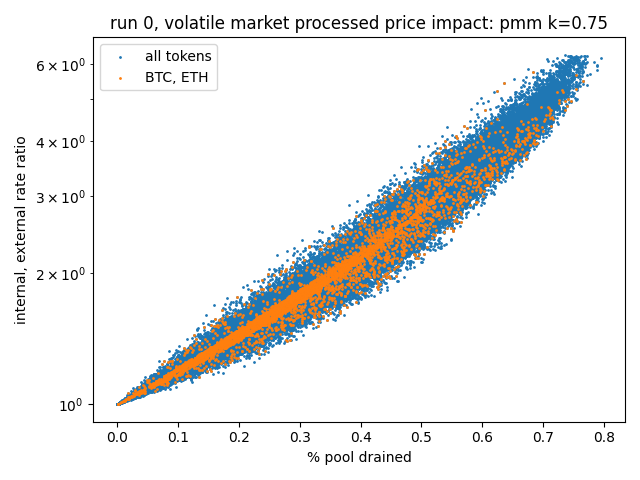 run 0, volatile market processed price impact: pmm k=0.75
all tokens
BTC, ETH
internal, external rate ratio
6 × 10⁰
4 × 10⁰
3 × 10⁰
2 × 10⁰
10⁰
0.0 0.1 0.2 0.3 0.4 0.5 0.6 0.7 0.8
% pool drained